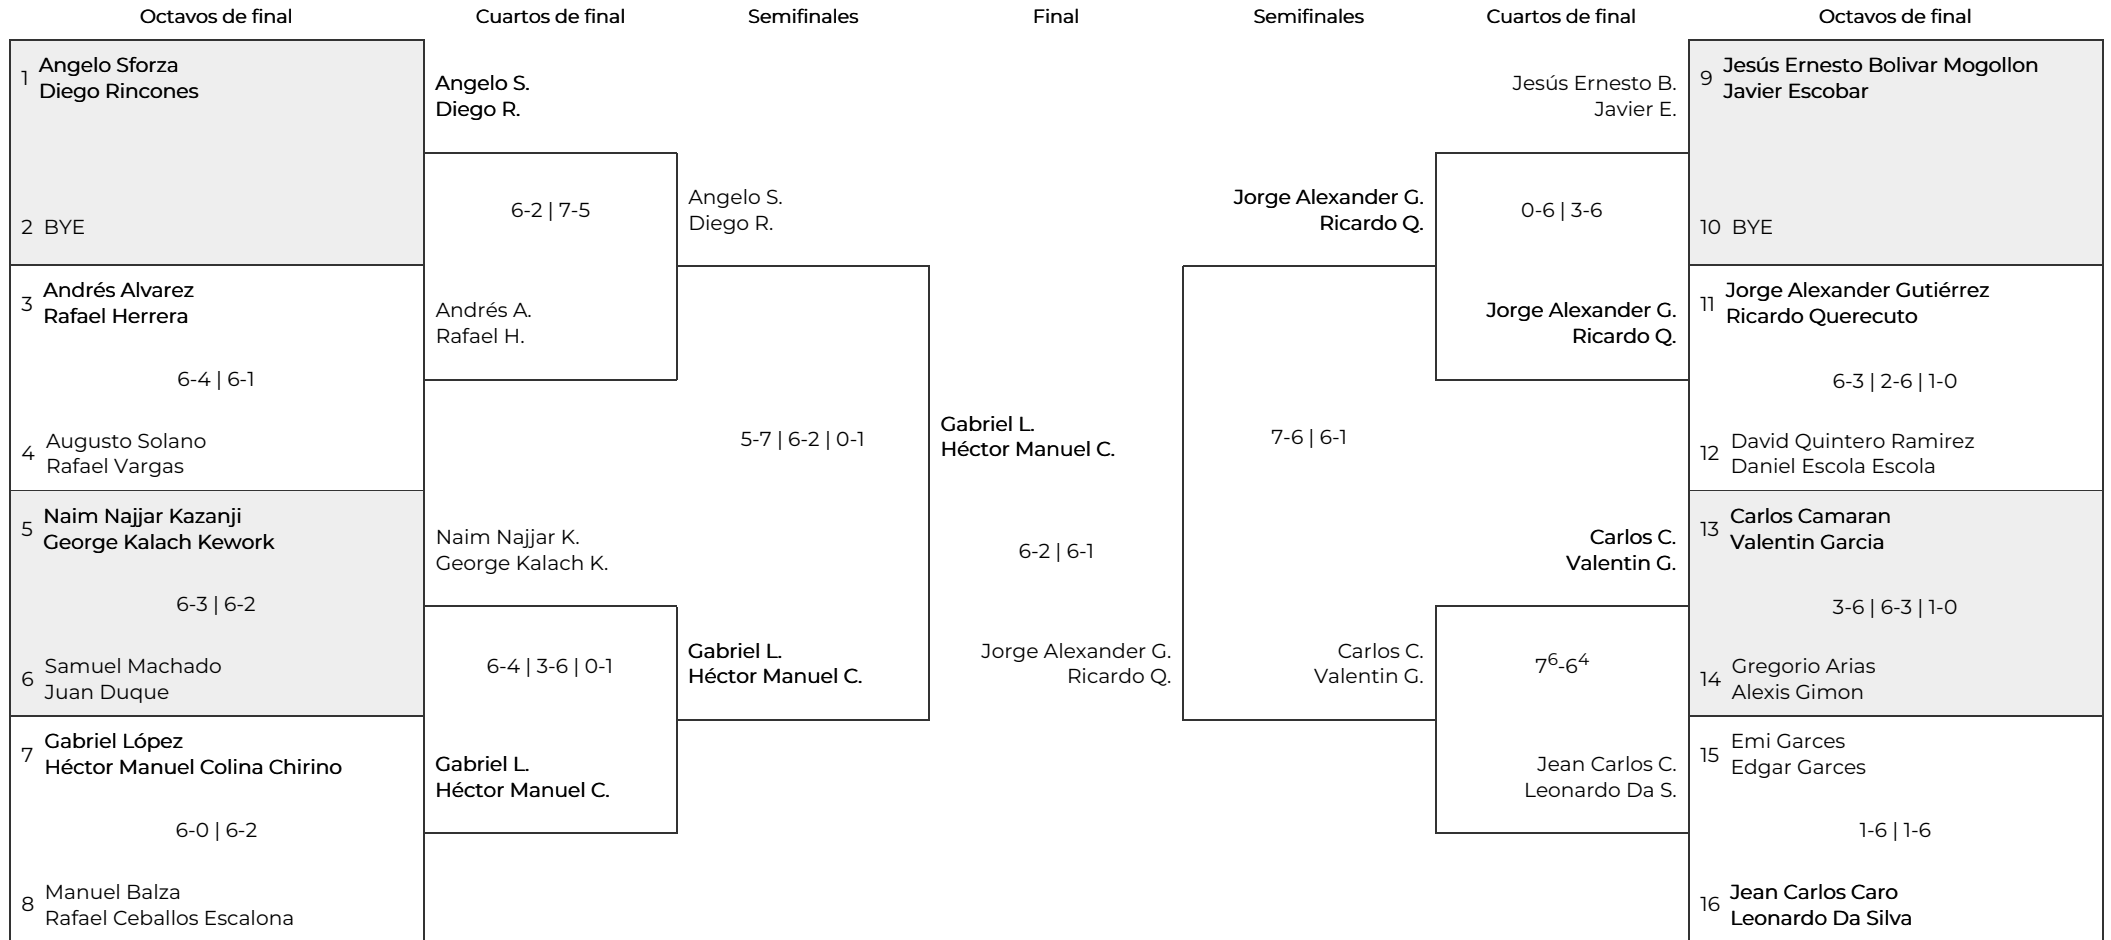 Octavos de final
Cuartos de final
Semifinales
Final
Semifinales
Cuartos de final
Octavos de final
1
Angelo Sforza
Diego Rincones
2 BYE
3
Andrés Alvarez
Rafael Herrera
6-4 | 6-1
4
Augusto Solano
Rafael Vargas
5
Naim Najjar Kazanji
George Kalach Kework
6-3 | 6-2
6
Samuel Machado
Juan Duque
7
Gabriel López
Héctor Manuel Colina Chirino
6-0 | 6-2
8
Manuel Balza
Rafael Ceballos Escalona
Angelo S.
Diego R.
6-2 | 7-5
Andrés A.
Rafael H.
Naim Najjar K.
George Kalach K.
6-4 | 3-6 | 0-1
Gabriel L.
Héctor Manuel C.
Angelo S.
Diego R.
5-7 | 6-2 | 0-1
Gabriel L.
Héctor Manuel C.
Gabriel L.
Héctor Manuel C.
6-2 | 6-1
Jorge Alexander G.
Ricardo Q.
Jorge Alexander G.
Ricardo Q.
7-6 | 6-1
Carlos C.
Valentin G.
Jesús Ernesto B.
Javier E.
0-6 | 3-6
Jorge Alexander G.
Ricardo Q.
Carlos C.
Valentin G.
7⁶-6⁴
Jean Carlos C.
Leonardo Da S.
9
Jesús Ernesto Bolivar Mogollon
Javier Escobar
10 BYE
11
Jorge Alexander Gutiérrez
Ricardo Querecuto
6-3 | 2-6 | 1-0
12
David Quintero Ramirez
Daniel Escola Escola
13
Carlos Camaran
Valentin Garcia
3-6 | 6-3 | 1-0
14
Gregorio Arias
Alexis Gimon
15
Emi Garces
Edgar Garces
1-6 | 1-6
16
Jean Carlos Caro
Leonardo Da Silva